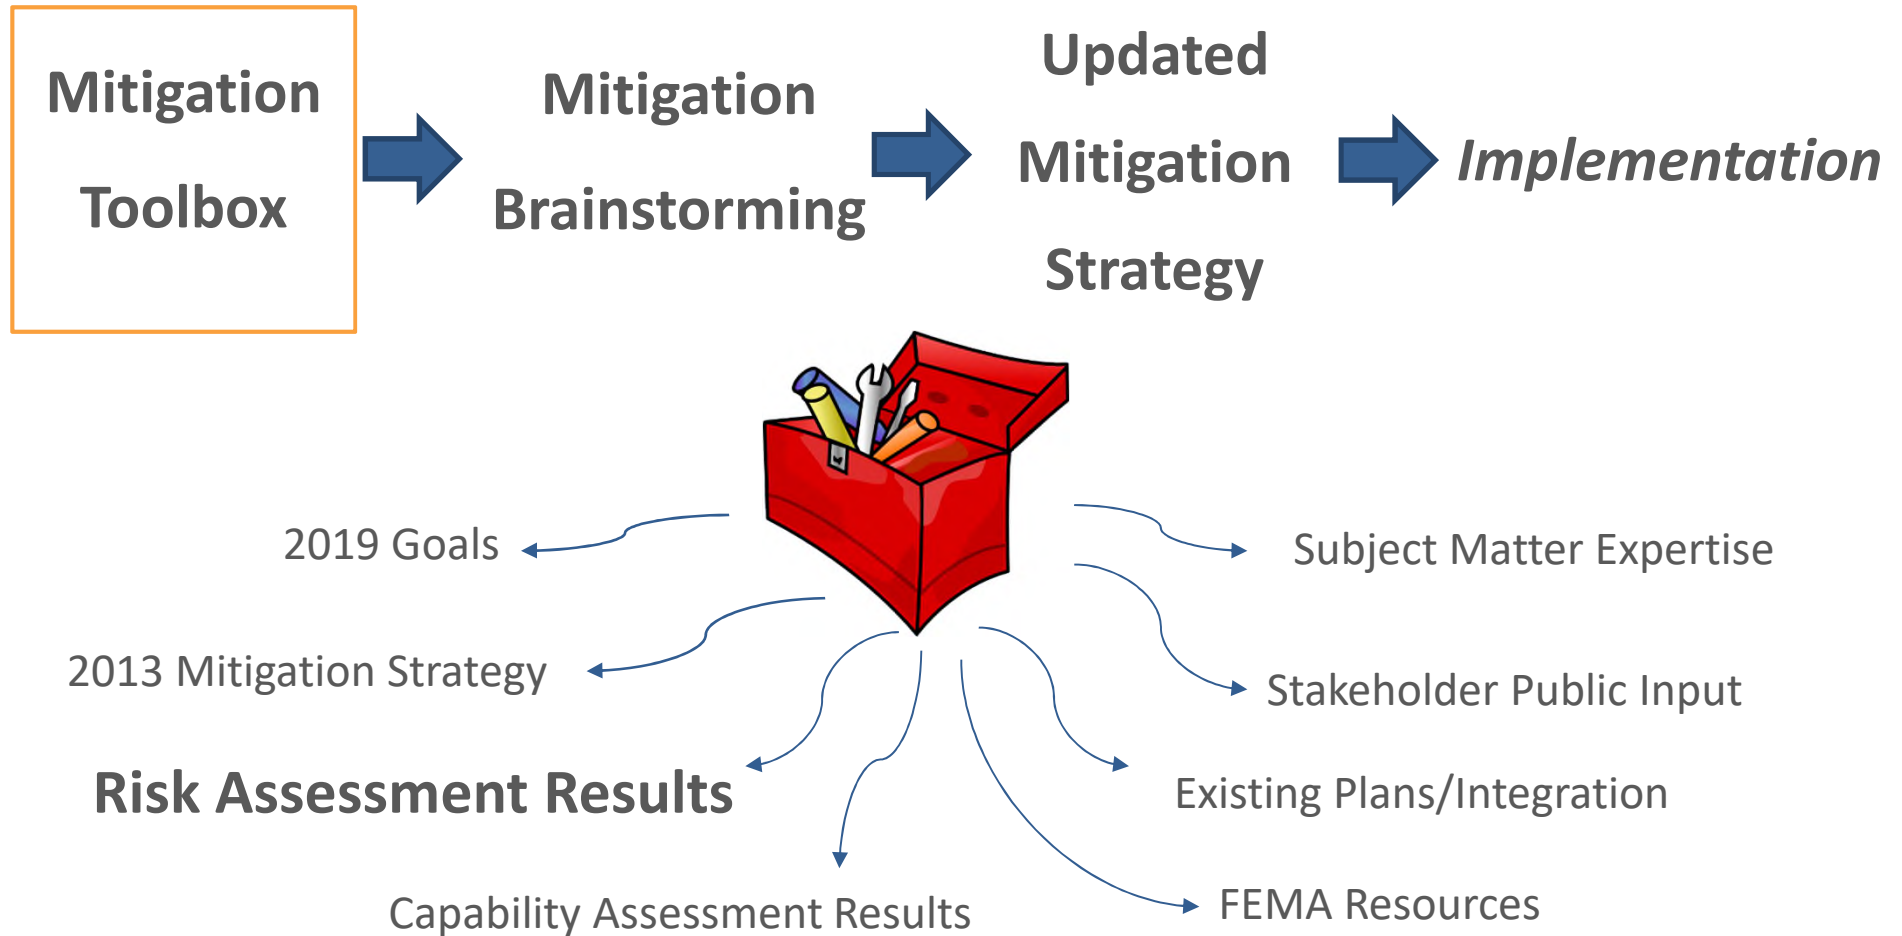 Mitigation
Toolbox
Mitigation
Brainstorming
Updated
Mitigation
Strategy
Implementation
2019 Goals
2013 Mitigation Strategy
Risk Assessment Results
Capability Assessment Results
Subject Matter Expertise
Stakeholder Public Input
Existing Plans/Integration
FEMA Resources